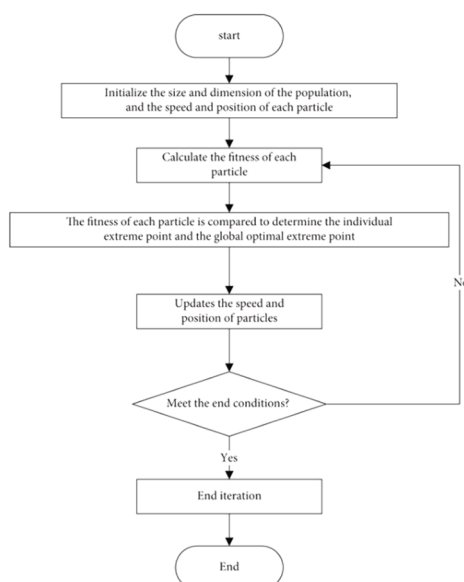 start
Initialize the size and dimension of the population,
and the speed and position of each particle
Calculate the fitness of each
particle
The fitness of each particle is compared to determine the individual
extreme point and the global optimal extreme point
Updates the speed and
position of particles
No
Meet the end conditions?
Yes
End iteration
End